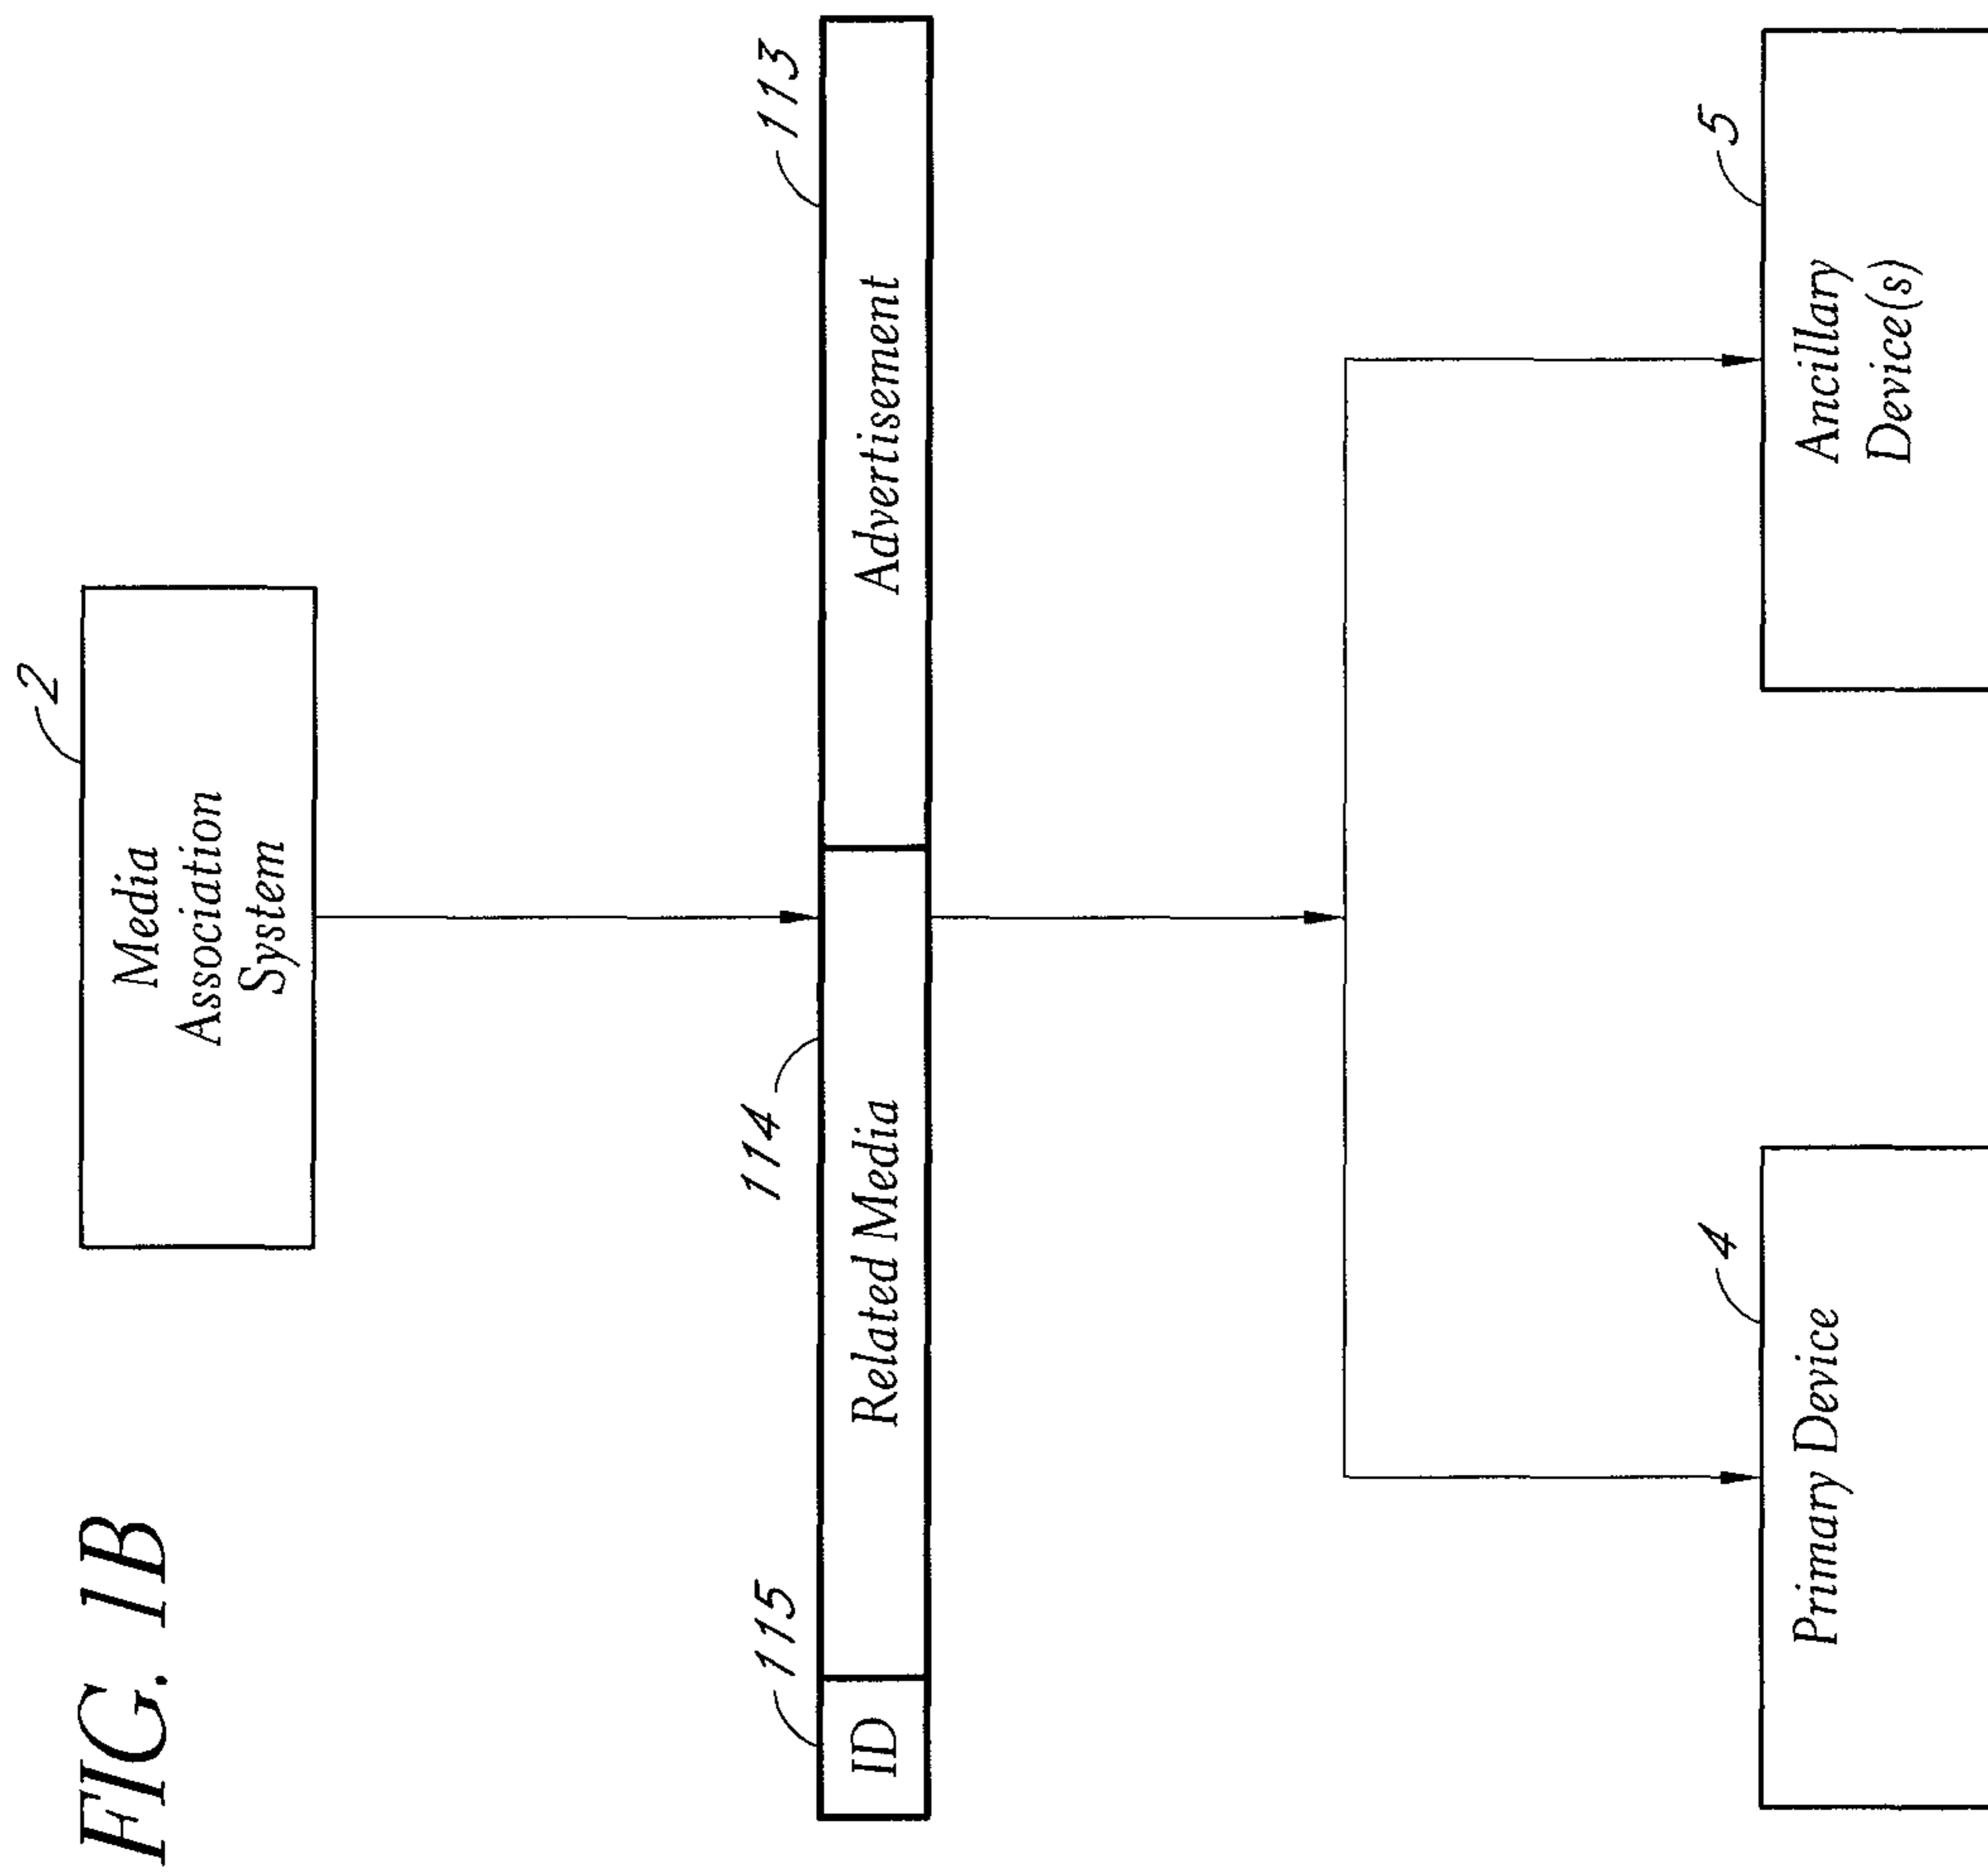 FIG. 1B
2
Media
Association
System
115
114
113
ID
Related Media
Advertisement
4
5
Primary Device
Ancillary
Device(s)